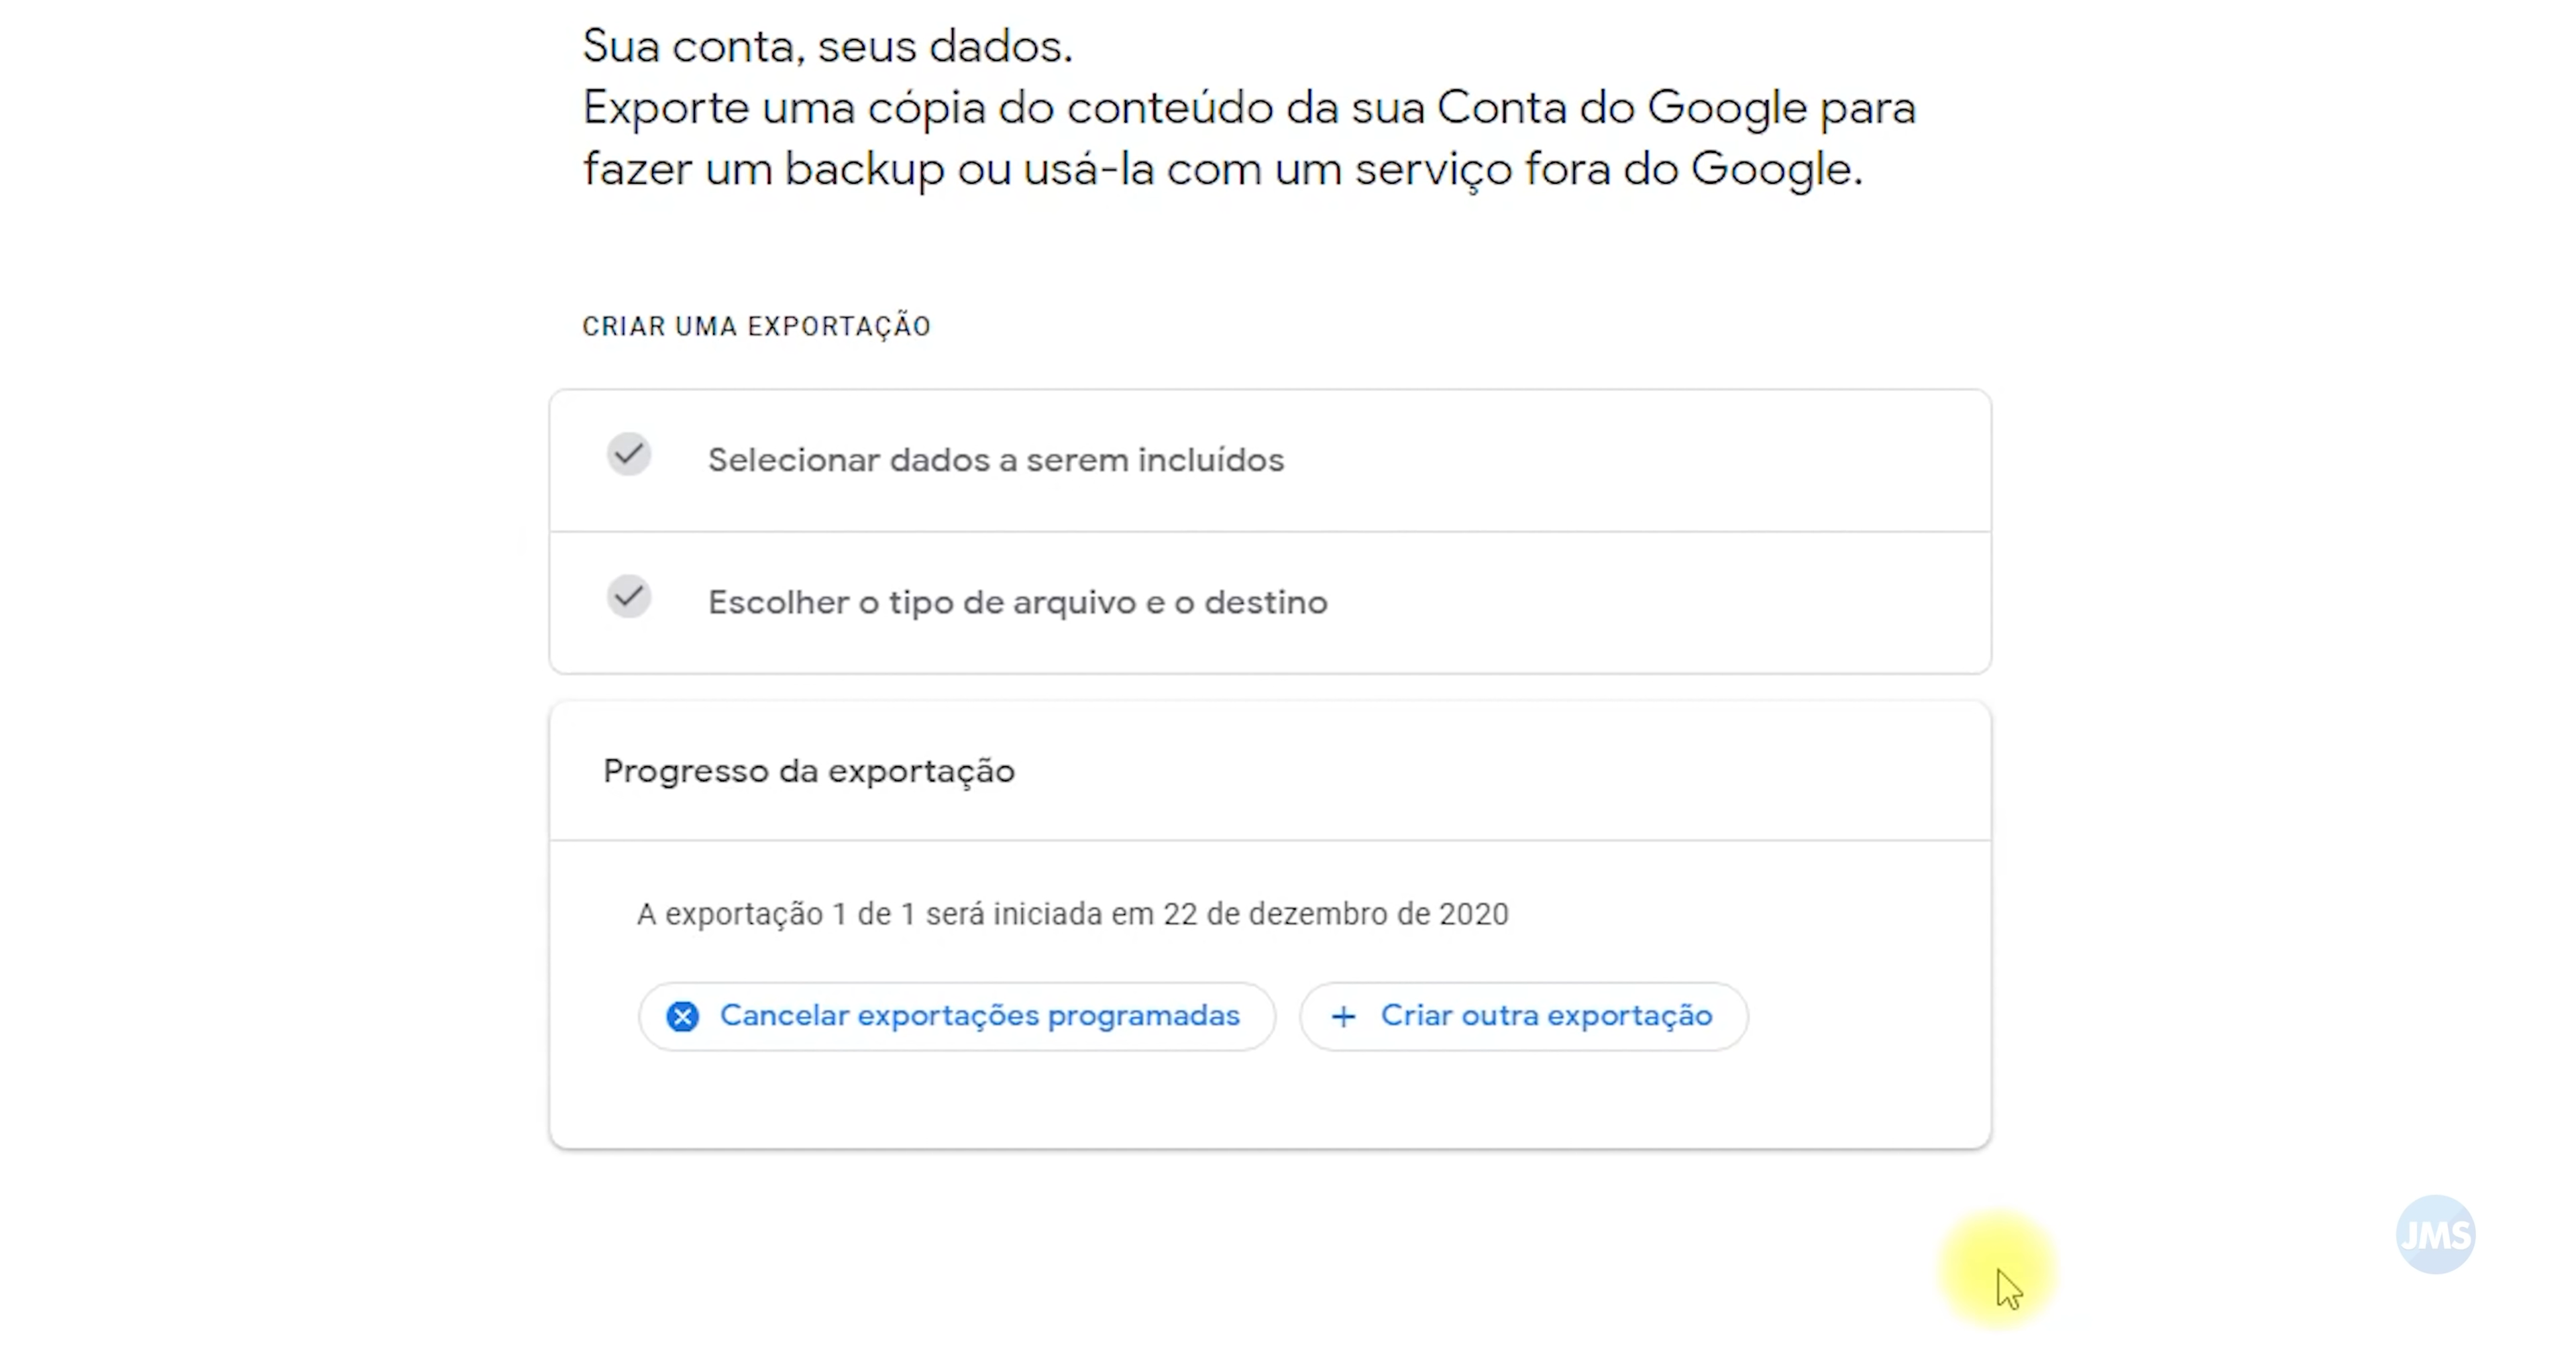 Sua conta, seus dados.
Exporte uma cópia do conteúdo da sua Conta do Google para
fazer um backup ou usá-la com um serviço fora do Google.
CRIAR UMA EXPORTAÇÃO
Selecionar dados a serem incluídos
Escolher o tipo de arquivo e o destino
Progresso da exportação
A exportação 1 de 1 será iniciada em 22 de dezembro de 2020
Cancelar exportações programadas
Criar outra exportação
JMS